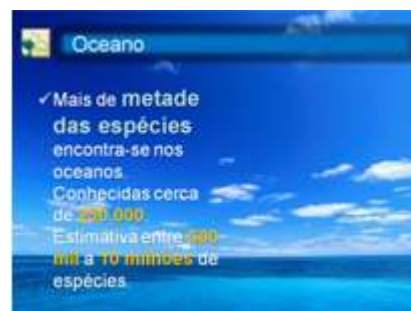 Oceano
✓Mais de metade
das espécies
encontra-se nos
oceanos.
Conhecidas cerca
de 250.000.
Estimativa entre 500
mil a 10 milhões de
espécies.